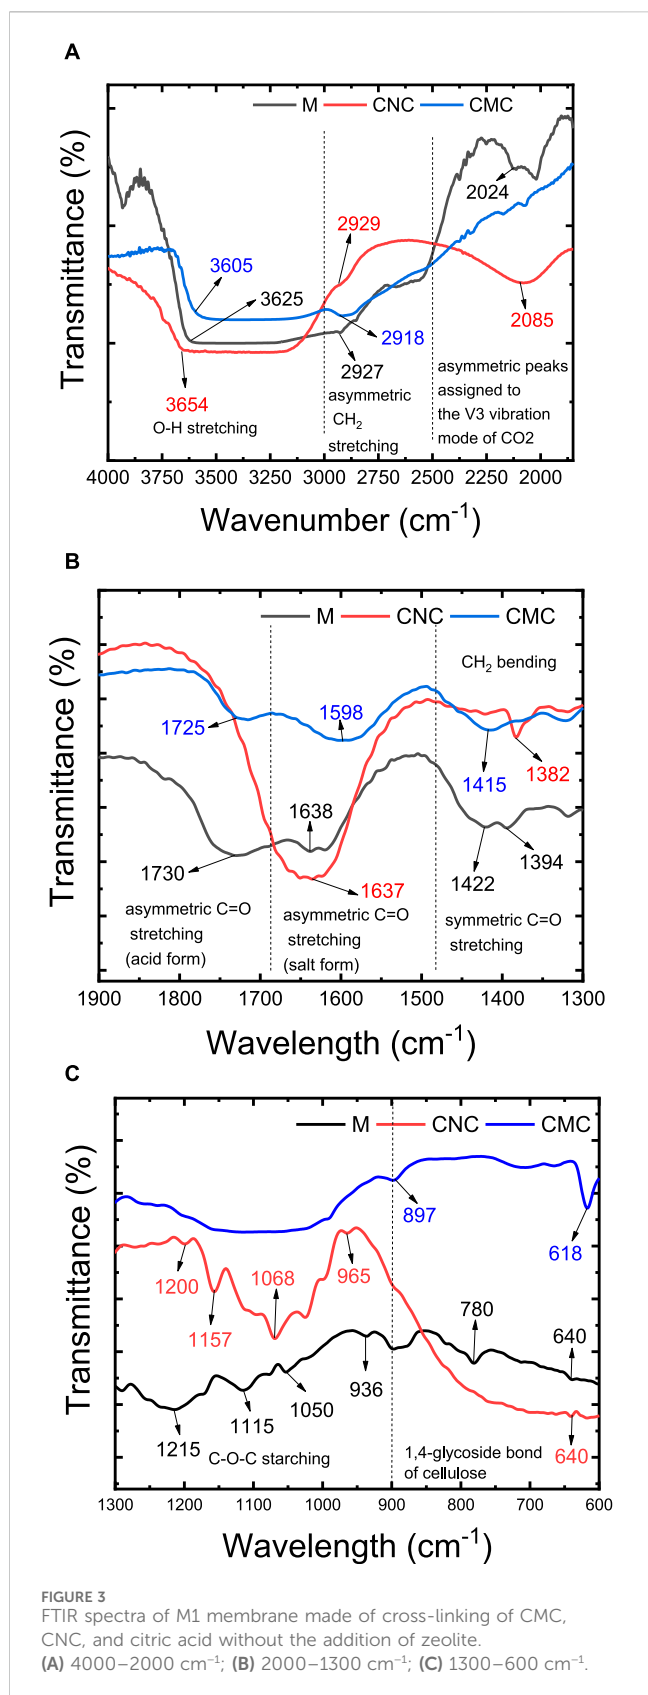 A
M CNC CMC
Transmittance (%)
2024
2929
3605
3625
2085
2918
2927
3654
O-H stretching
asymmetric
CH2
stretching
asymmetric peaks
assigned to
the V3 vibration
mode of CO2
4000 3750 3500 3250 3000 2750 2500 2250 2000
Wavenumber (cm⁻¹)
B
M CNC CMC
Transmittance (%)
CH2 bending
1725
1598
1415
1382
1638
1730
1637
1422
1394
asymmetric C=O
stretching
(acid form)
asymmetric C=O
stretching
(salt form)
symmetric C=O
stretching
1900 1800 1700 1600 1500 1400 1300
Wavelength (cm⁻¹)
C
M CNC CMC
Transmittance (%)
897
618
1200
1068
965
1157
780
640
936
1050
1115
1215
640
C-O-C starching
1,4-glycoside bond
of cellulose
1300 1200 1100 1000 900 800 700 600
Wavelength (cm⁻¹)
FIGURE 3
FTIR spectra of M1 membrane made of cross-linking of CMC,
CNC, and citric acid without the addition of zeolite.
(A) 4000–2000 cm⁻¹; (B) 2000–1300 cm⁻¹; (C) 1300–600 cm⁻¹.